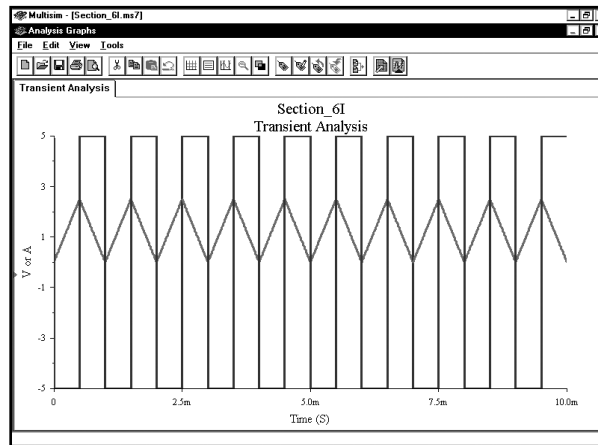 Multisim - [Section_6I.ms7]
Analysis Graphs
File Edit View Tools
Transient Analysis
Section_6I
Transient Analysis
5
3
1
-1
-3
-5
V or A
0 2.5m 5.0m 7.5m 10.0m
Time (S)